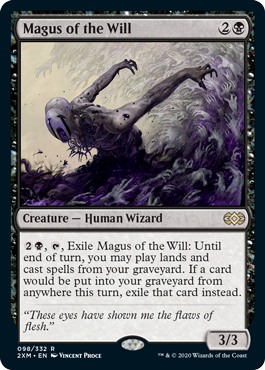 Magus of the Will 2
Creature — Human Wizard
2, , Exile Magus of the Will: Until
end of turn, you may play lands and
cast spells from your graveyard. If a card
would be put into your graveyard from
anywhere this turn, exile that card instead.
“These eyes have shown me the flaws of
flesh.”
3/3
098/332 R
2XM • EN VINCENT PROCE
™ & © 2020 Wizards of the Coast